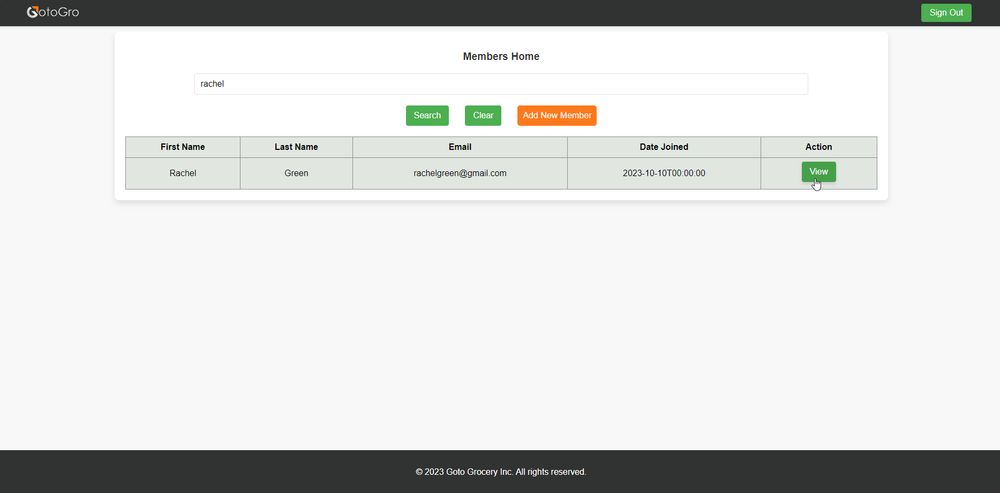 GotoGro
Sign Out
Members Home
rachel
Search Clear Add New Member
First Name Last Name Email Date Joined Action
Rachel Green rachelgreen@gmail.com 2023-10-10T00:00:00 View
© 2023 Goto Grocery Inc. All rights reserved.